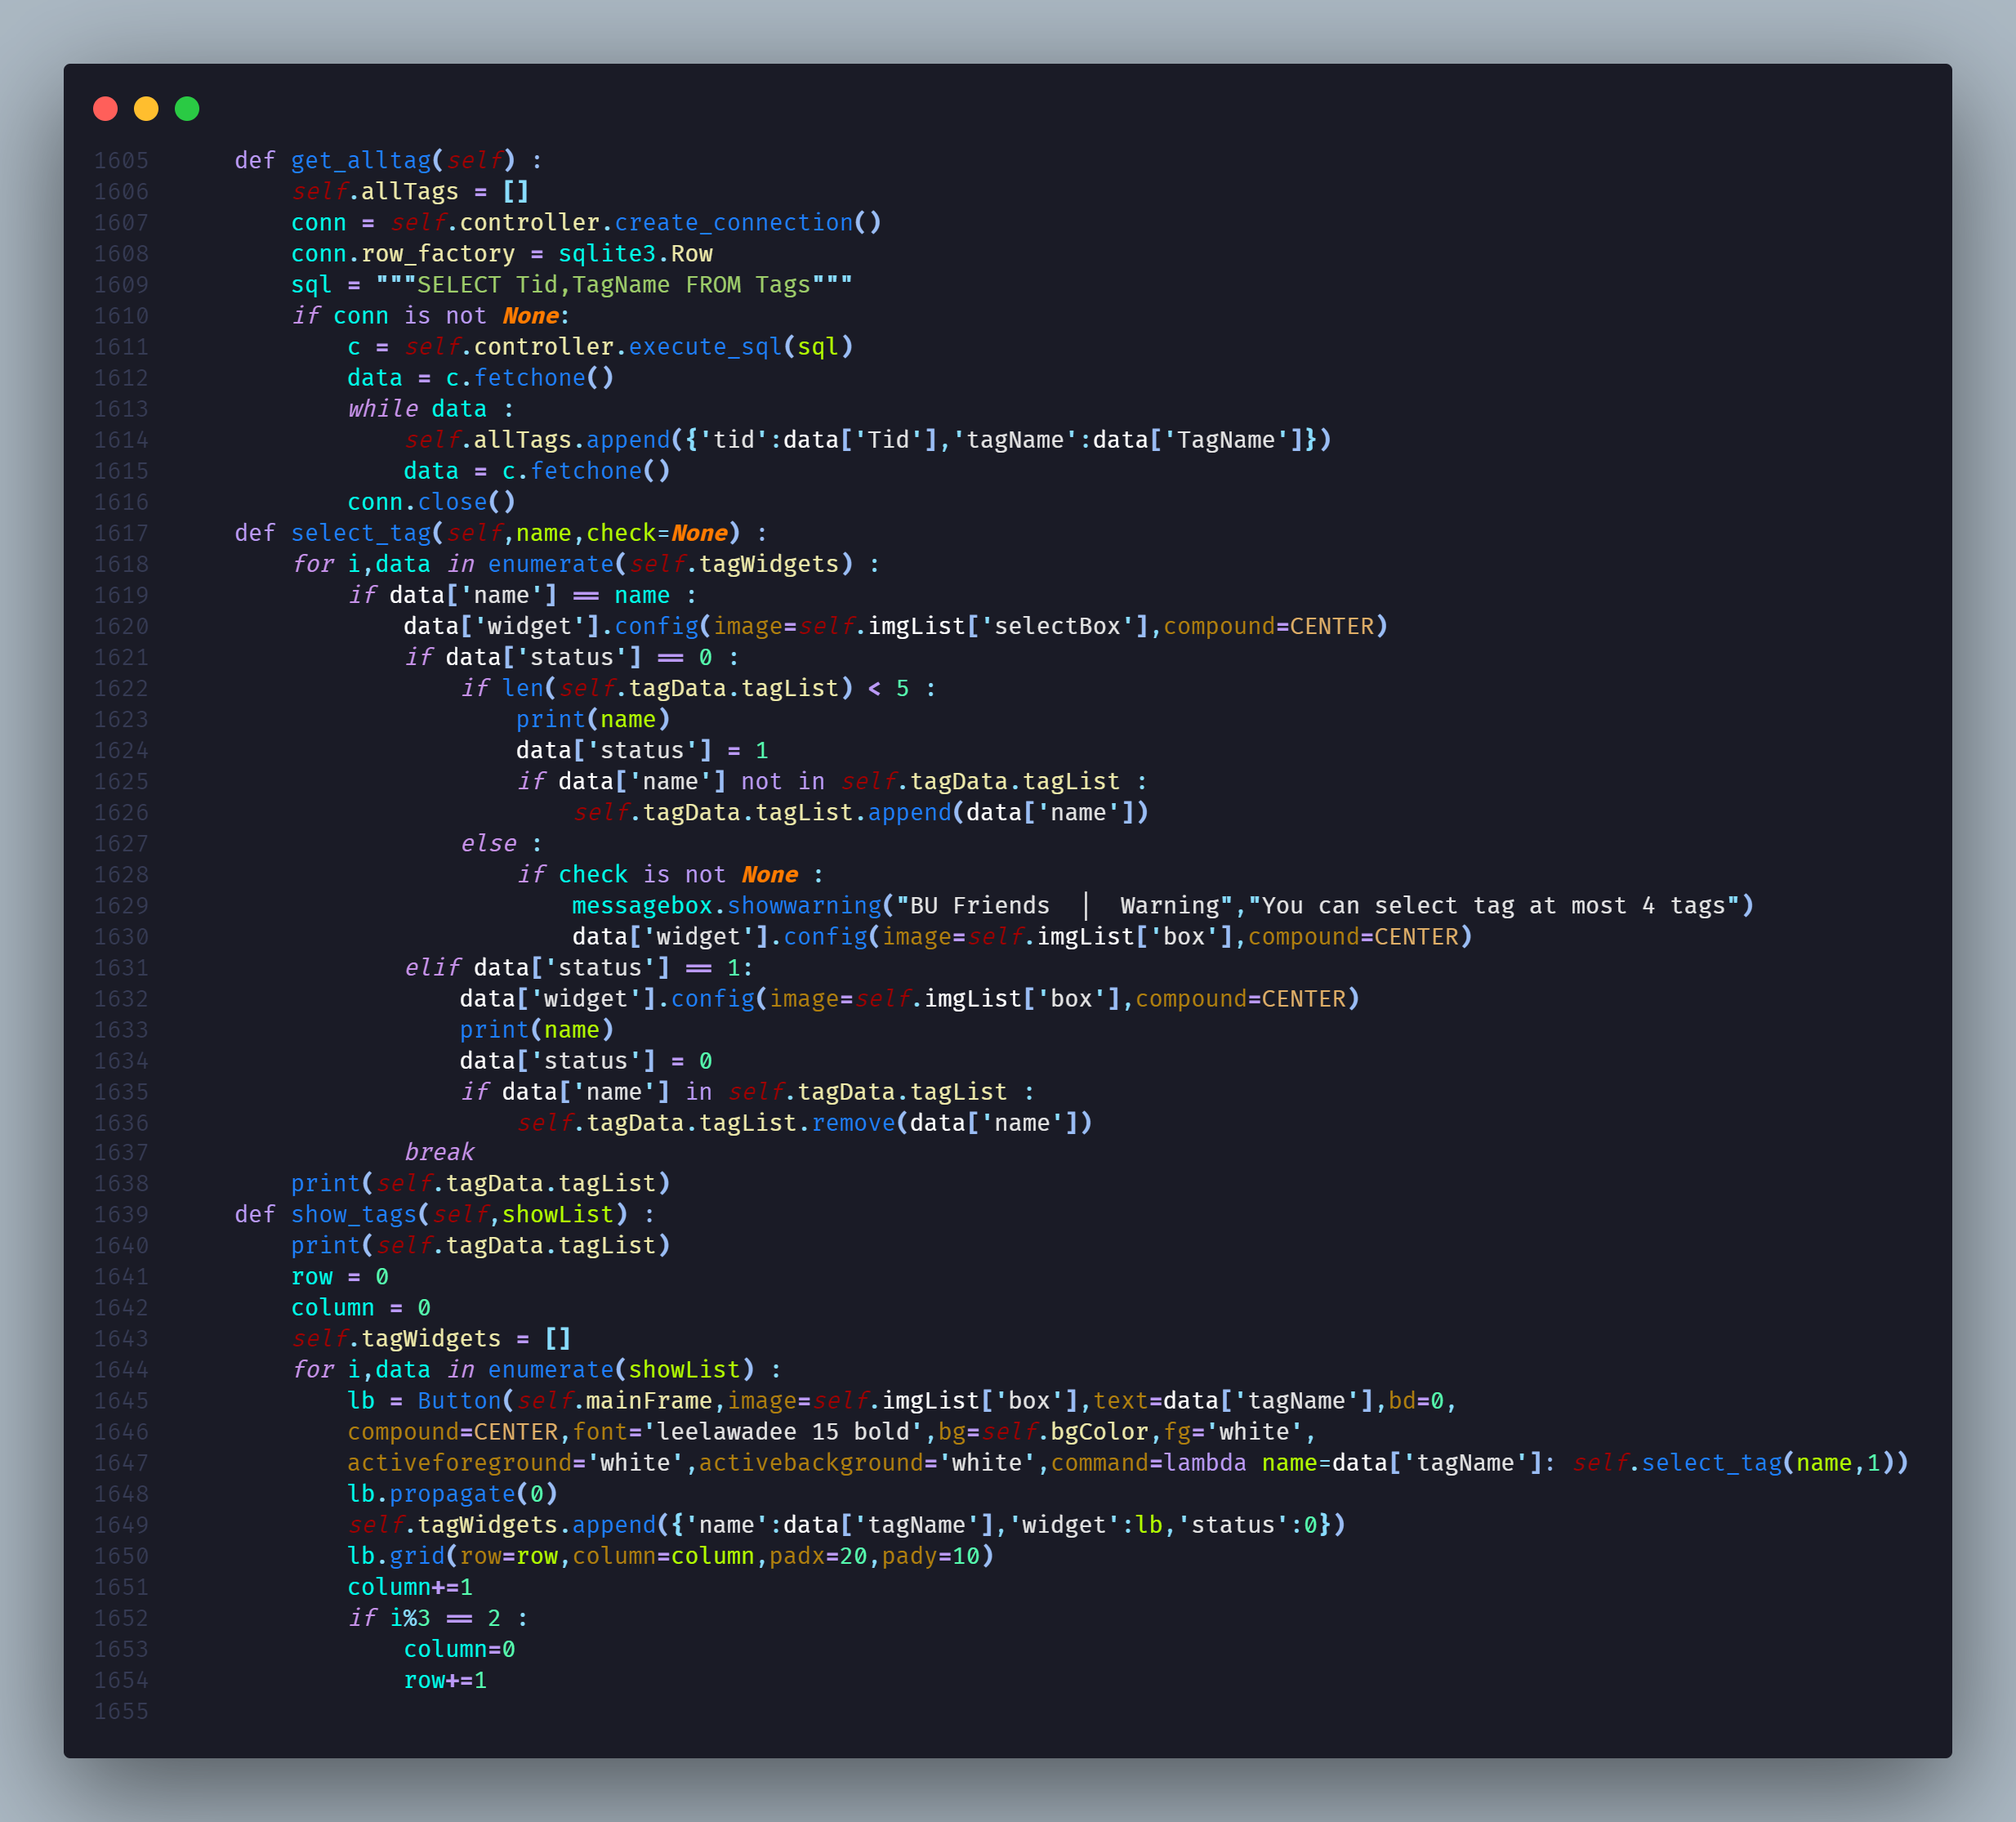 1605      def get_alltag(self) :
1606          self.allTags = []
1607          conn = self.controller.create_connection()
1608          conn.row_factory = sqlite3.Row
1609          sql = """SELECT Tid,TagName FROM Tags"""
1610          if conn is not None:
1611              c = self.controller.execute_sql(sql)
1612              data = c.fetchone()
1613              while data :
1614                  self.allTags.append({'tid':data['Tid'],'tagName':data['TagName']})
1615                  data = c.fetchone()
1616              conn.close()
1617      def select_tag(self,name,check=None) :
1618          for i,data in enumerate(self.tagWidgets) :
1619              if data['name'] == name :
1620                  data['widget'].config(image=self.imgList['selectBox'],compound=CENTER)
1621                  if data['status'] == 0 :
1622                      if len(self.tagData.tagList) < 5 :
1623                          print(name)
1624                          data['status'] = 1
1625                          if data['name'] not in self.tagData.tagList :
1626                              self.tagData.tagList.append(data['name'])
1627                      else :
1628                          if check is not None :
1629                              messagebox.showwarning("BU Friends  |  Warning","You can select tag at most 4 tags")
1630                              data['widget'].config(image=self.imgList['box'],compound=CENTER)
1631                  elif data['status'] == 1:
1632                      data['widget'].config(image=self.imgList['box'],compound=CENTER)
1633                      print(name)
1634                      data['status'] = 0
1635                      if data['name'] in self.tagData.tagList :
1636                          self.tagData.tagList.remove(data['name'])
1637                  break
1638          print(self.tagData.tagList)
1639      def show_tags(self,showList) :
1640          print(self.tagData.tagList)
1641          row = 0
1642          column = 0
1643          self.tagWidgets = []
1644          for i,data in enumerate(showList) :
1645              lb = Button(self.mainFrame,image=self.imgList['box'],text=data['tagName'],bd=0,
1646              compound=CENTER,font='leelawadee 15 bold',bg=self.bgColor,fg='white',
1647              activeforeground='white',activebackground='white',command=lambda name=data['tagName']: self.select_tag(name,1))
1648              lb.propagate(0)
1649              self.tagWidgets.append({'name':data['tagName'],'widget':lb,'status':0})
1650              lb.grid(row=row,column=column,padx=20,pady=10)
1651              column+=1
1652              if i%3 == 2 :
1653                  column=0
1654                  row+=1
1655